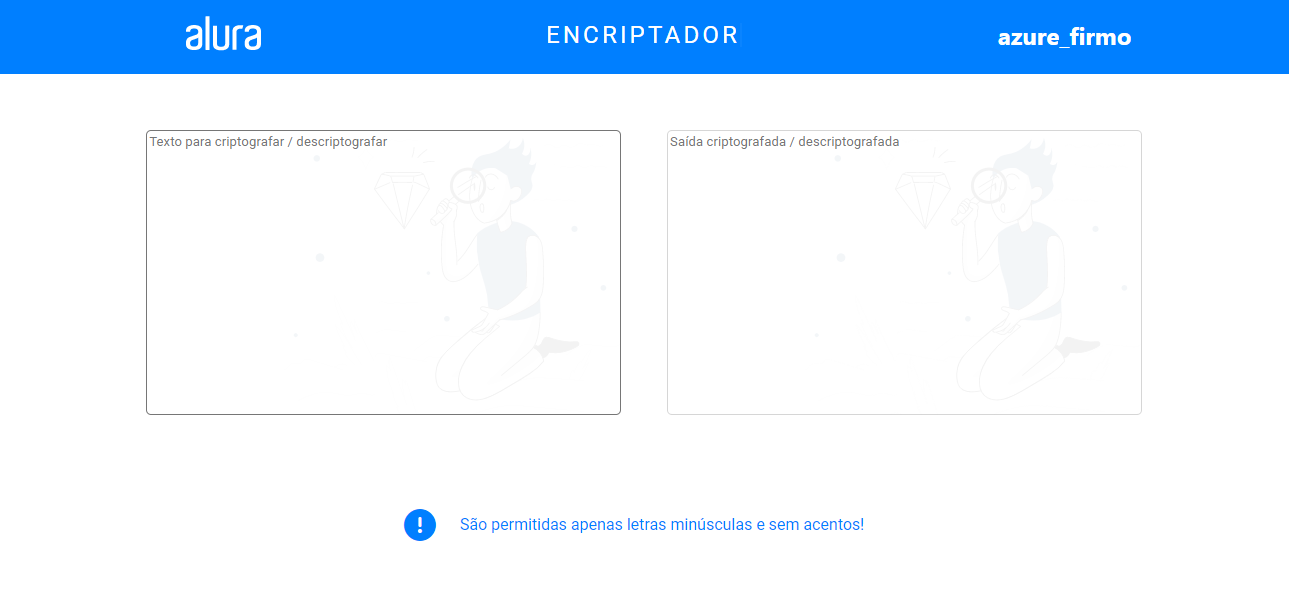 alura
ENCRIPTADOR
azure_firmo
Texto para criptografar / descriptografar
Saída criptografada / descriptografada
São permitidas apenas letras minúsculas e sem acentos!